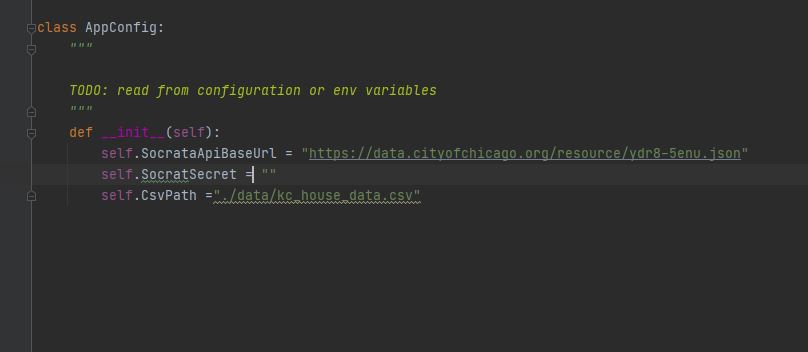 class AppConfig:
    """

    TODO: read from configuration or env variables
    """
    def __init__(self):
        self.SocrataApiBaseUrl = "https://data.cityofchicago.org/resource/ydr8-5enu.json"
        self.SocratSecret = ""
        self.CsvPath ="./data/kc_house_data.csv"